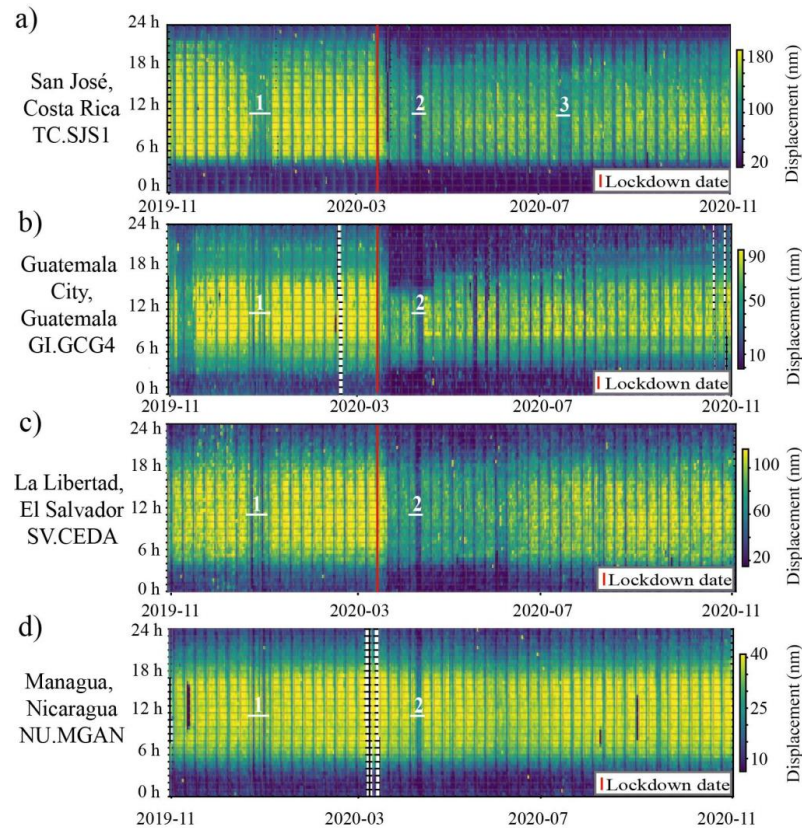 a)
San José,
Costa Rica
TC.SJS1
24 h
18 h
12 h
6 h
0 h
1
2
3
Lockdown date
2019-11
2020-03
2020-07
2020-11
180
100
20
Displacement (nm)
b)
Guatemala
City,
Guatemala
GI.GCG4
24 h
18 h
12 h
6 h
0 h
1
2
Lockdown date
2019-11
2020-03
2020-07
2020-11
90
50
10
Displacement (nm)
c)
La Libertad,
El Salvador
SV.CEDA
24 h
18 h
12 h
6 h
0 h
1
2
Lockdown date
2019-11
2020-03
2020-07
2020-11
100
60
20
Displacement (nm)
d)
Managua,
Nicaragua
NU.MGAN
24 h
18 h
12 h
6 h
0 h
1
2
Lockdown date
2019-11
2020-03
2020-07
2020-11
40
25
10
Displacement (nm)